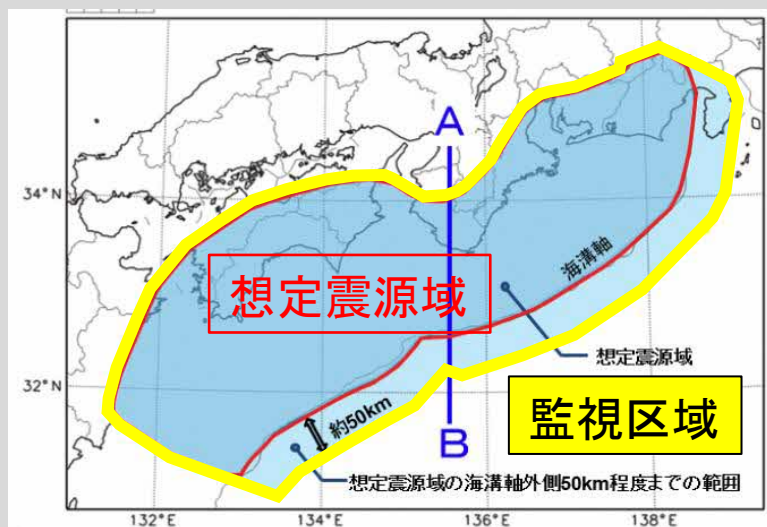 A
34°N
海溝軸
想定震源域
想定震源域
32°N
約50km
監視区域
B
想定震源域の海溝軸外側50km程度までの範囲
132°E
134°E
136°E
138°E